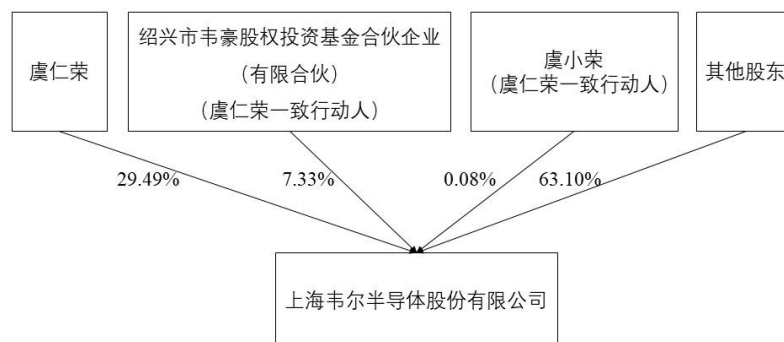 虞仁荣
绍兴市韦豪股权投资基金合伙企业
（有限合伙）
（虞仁荣一致行动人）
虞小荣
（虞仁荣一致行动人）
其他股东
29.49%
7.33%
0.08%
63.10%
上海韦尔半导体股份有限公司